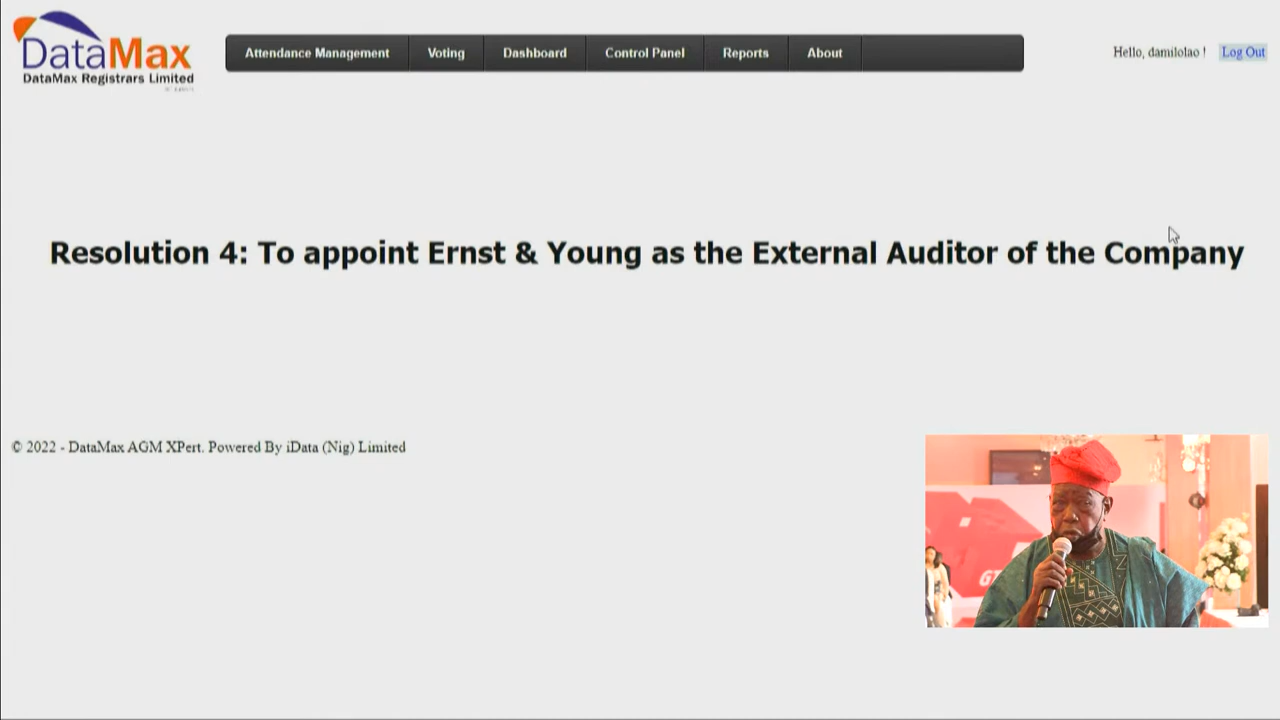 DataMax
DataMax Registrars Limited
Attendance Management
Voting
Dashboard
Control Panel
Reports
About
Hello, damilolao !
Log Out
Resolution 4: To appoint Ernst & Young as the External Auditor of the Company
© 2022 - DataMax AGM XPert. Powered By iData (Nig) Limited